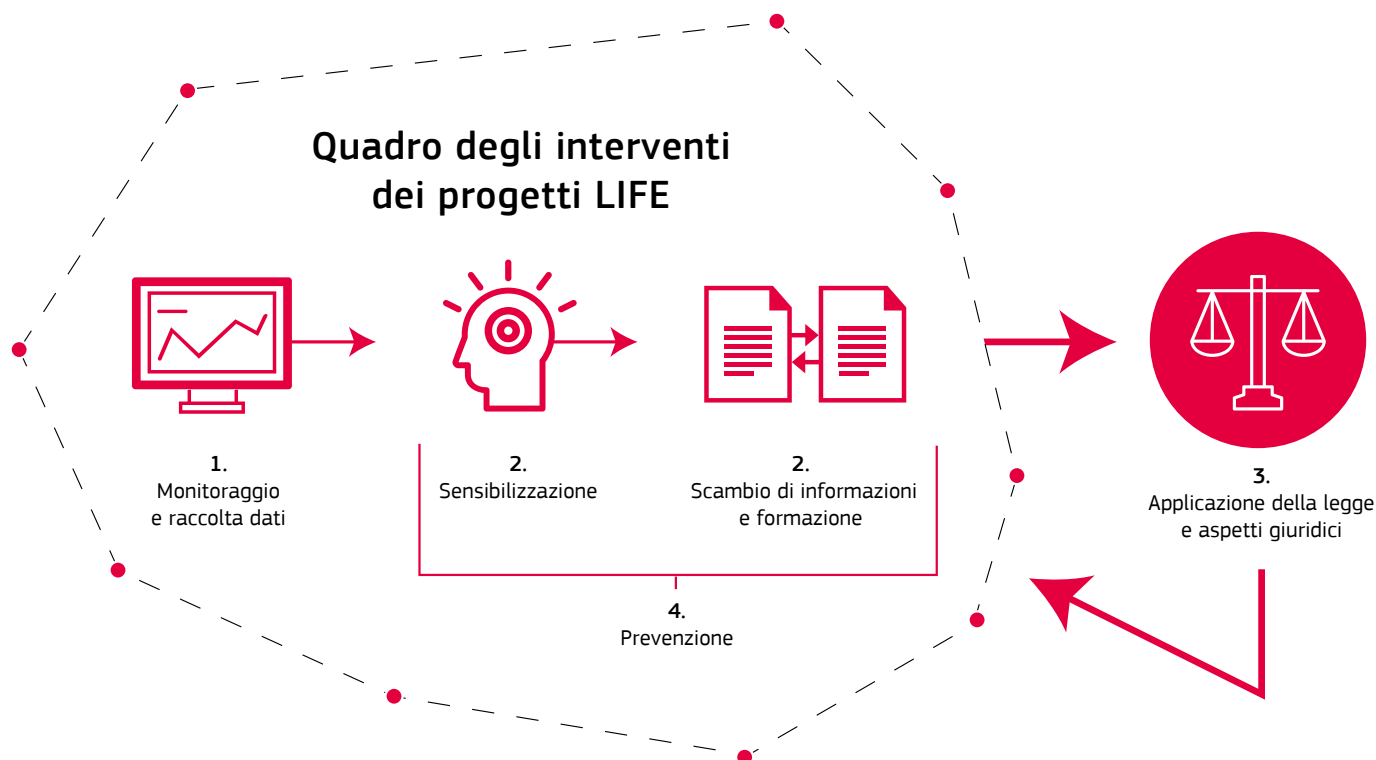 Quadro degli interventi
dei progetti LIFE
1.
Monitoraggio
e raccolta dati
2.
Sensibilizzazione
2.
Scambio di informazioni
e formazione
3.
Applicazione della legge
e aspetti giuridici
4.
Prevenzione